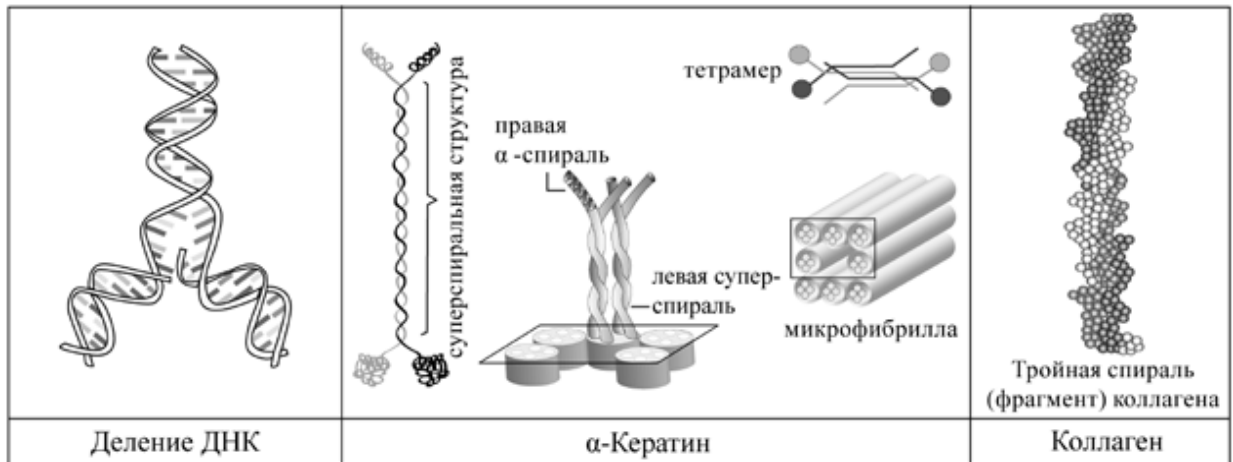 суперспиральная структура
тетрамер
правая
α -спираль
левая супер-
спираль
микрофибрилла
Тройная спираль
(фрагмент) коллагена
Деление ДНК
α-Кератин
Коллаген